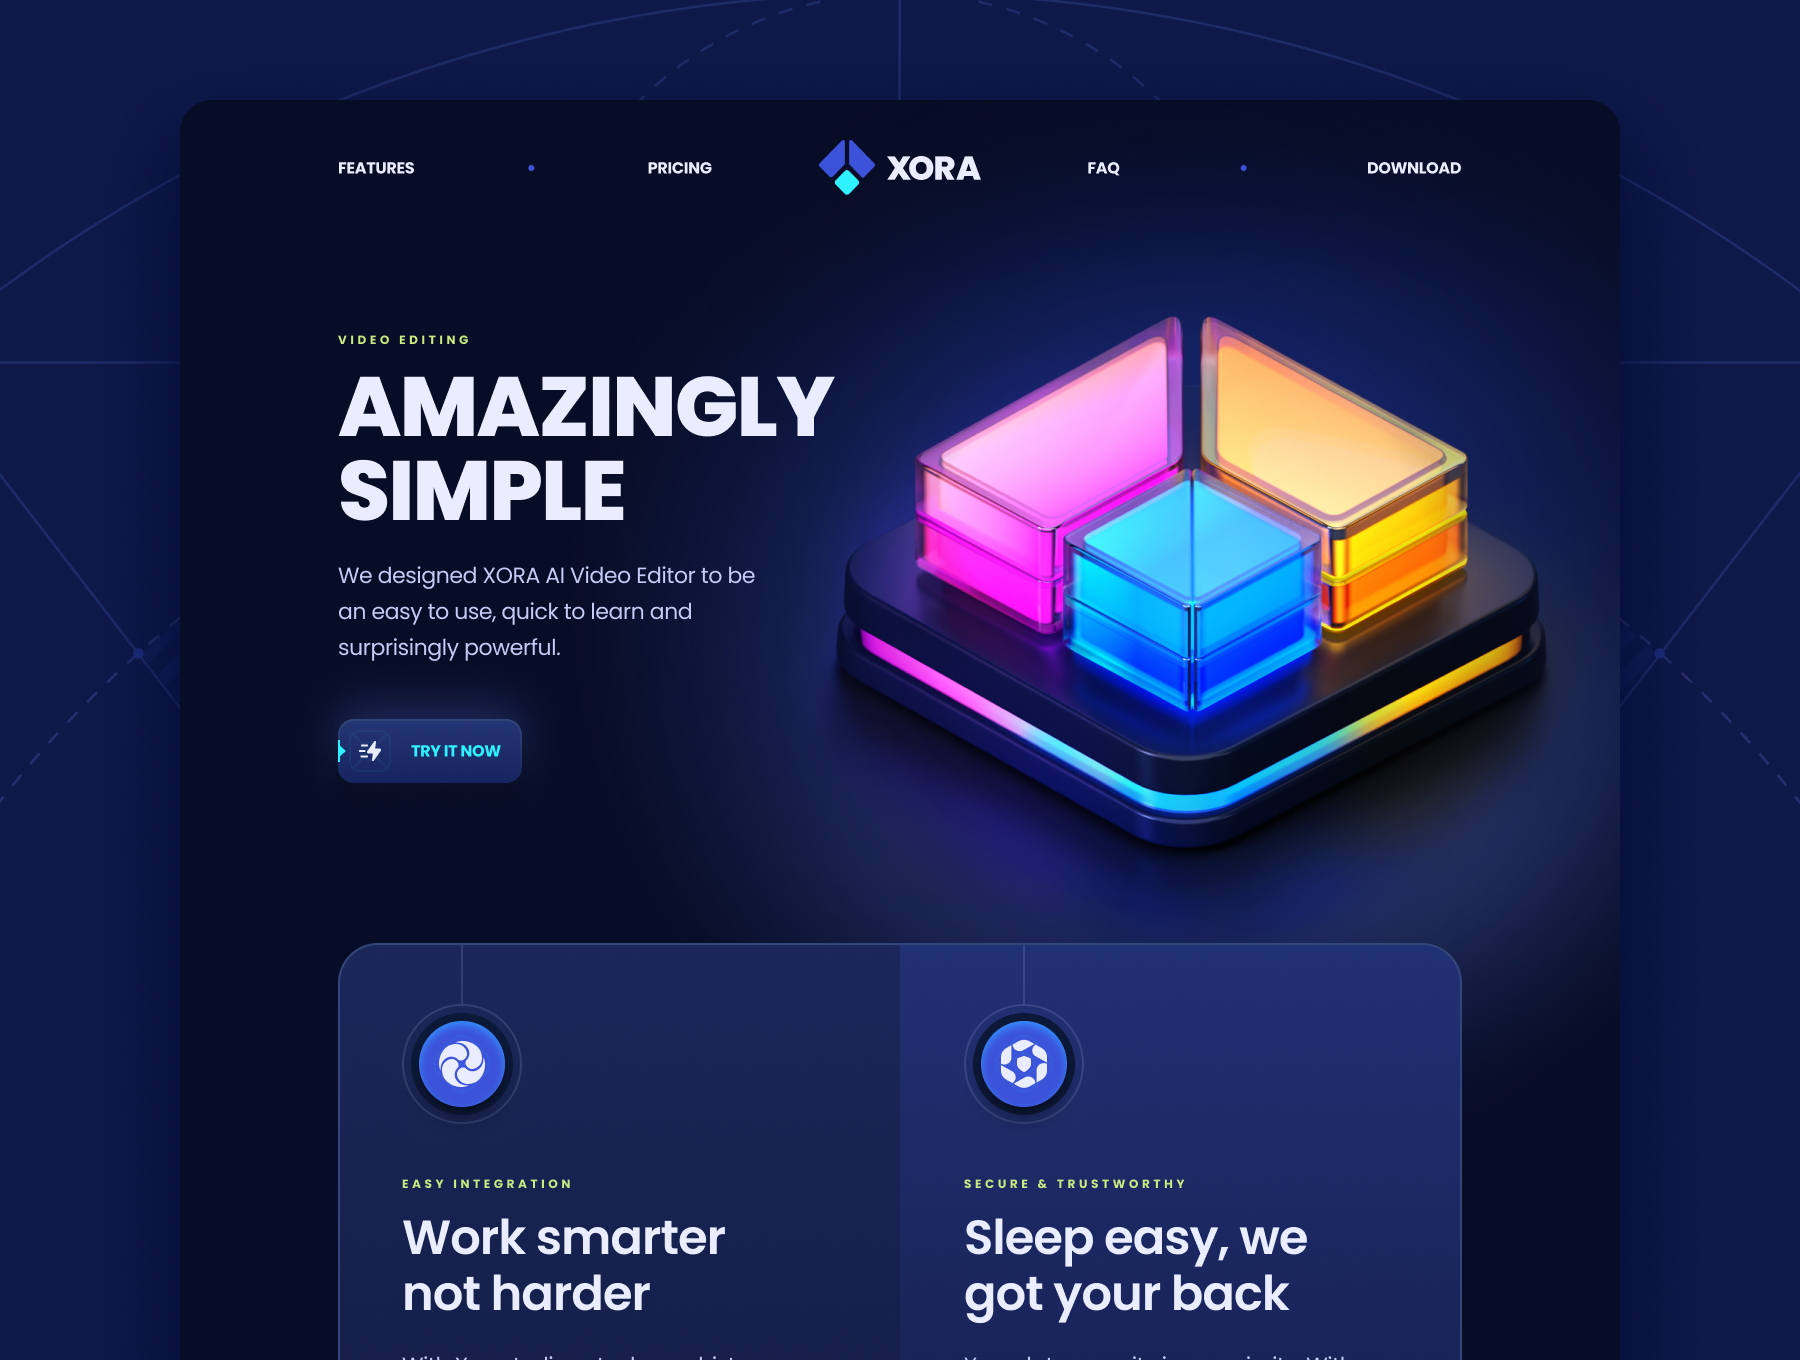 FEATURES
PRICING
XORA
FAQ
DOWNLOAD
VIDEO EDITING
AMAZINGLY
SIMPLE
We designed XORA AI Video Editor to be
an easy to use, quick to learn and
surprisingly powerful.
TRY IT NOW
EASY INTEGRATION
Work smarter
not harder
SECURE & TRUSTWORTHY
Sleep easy, we
got your back